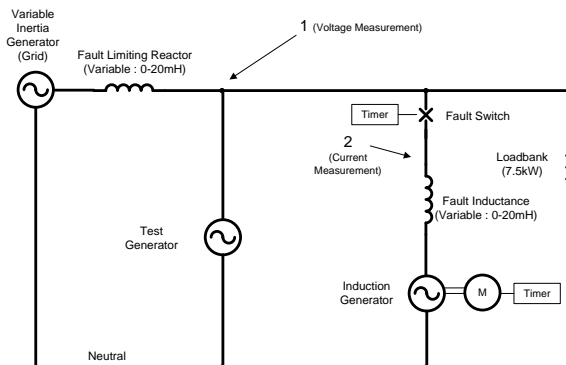 Variable
Inertia
Generator
(Grid)
Fault Limiting Reactor
(Variable : 0-20mH)
1 (Voltage Measurement)
Timer
Fault Switch
2
(Current
Measurement)
Loadbank
(7.5kW)
Fault Inductance
(Variable : 0-20mH)
Test
Generator
Induction
Generator
M
Timer
Neutral